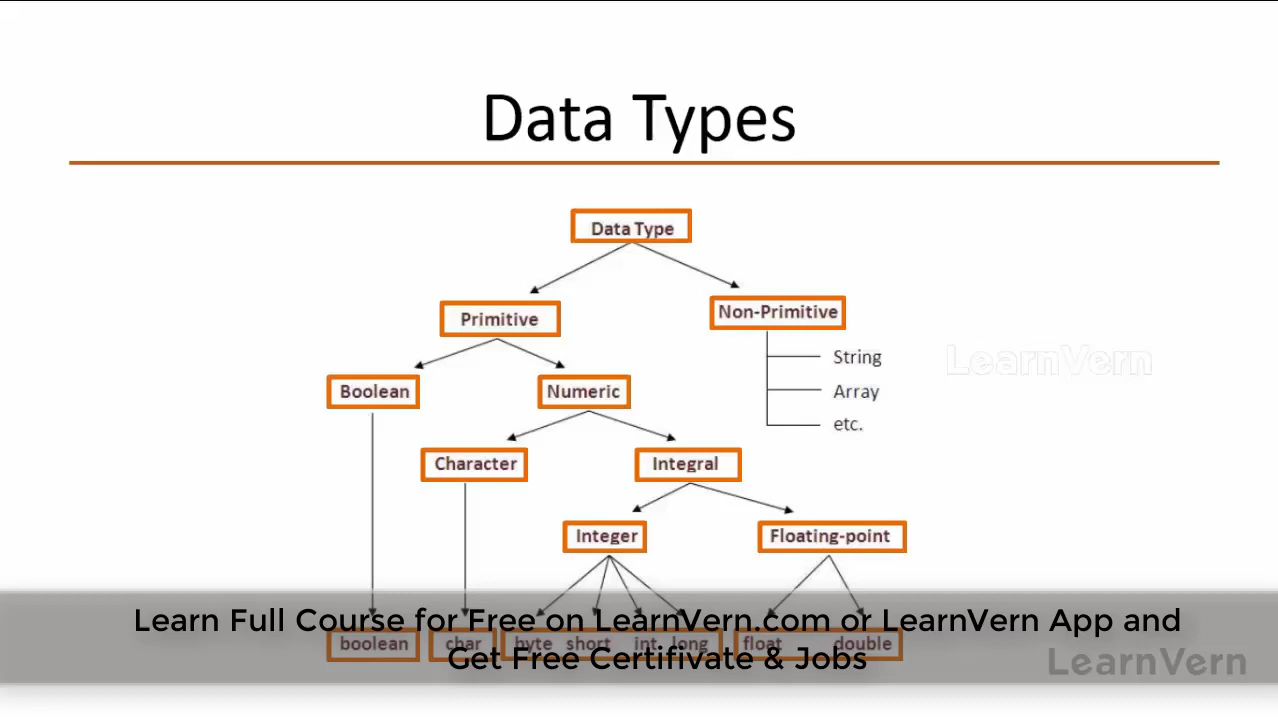 Data Types
Data Type
Primitive
Non-Primitive
String
Array
etc.
LearnVern
Boolean
Numeric
Character
Integral
Integer
Floating-point
boolean
char
byte short int long
float double
Learn Full Course for Free on LearnVern.com or LearnVern App and
Get Free Certifivate & Jobs
LearnVern